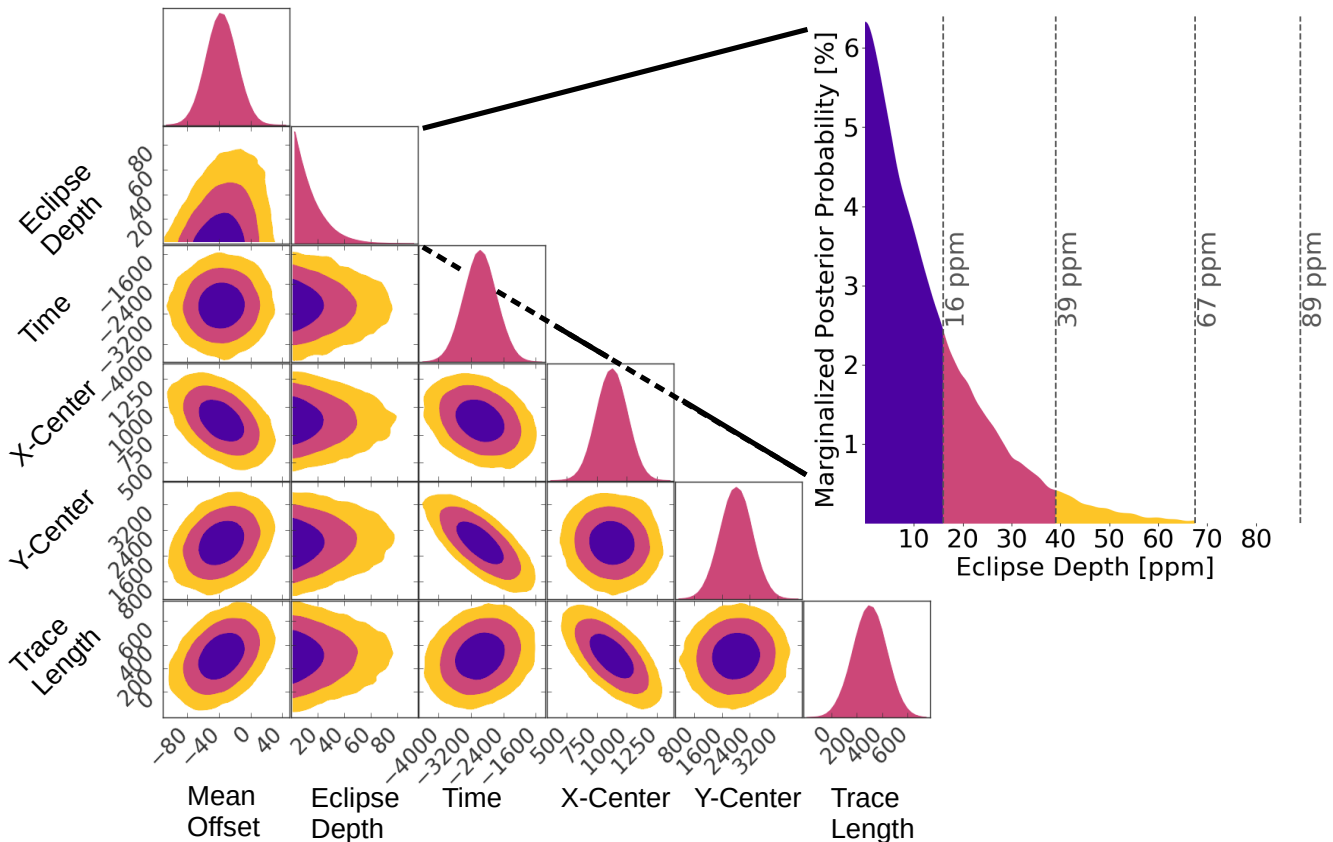 Marginalized Posterior Probability [%]
6
5
4
3
2
1
16 ppm
39 ppm
67 ppm
89 ppm
10 20 30 40 50 60 70 80
Eclipse Depth [ppm]
Eclipse
Depth
80
60
40
20
Time
−1600
−2400
−3200
−4000
X-Center
1250
1000
750
500
Y-Center
3200
2400
1600
800
Trace
Length
600
400
200
0
−80 −40 0 40
20 40 60 80
−4000 −3200 −2400 −1600
500 750 1000 1250
800 1600 2400 3200
0 200 400 600
Mean
Offset
Eclipse
Depth
Time
X-Center
Y-Center
Trace
Length